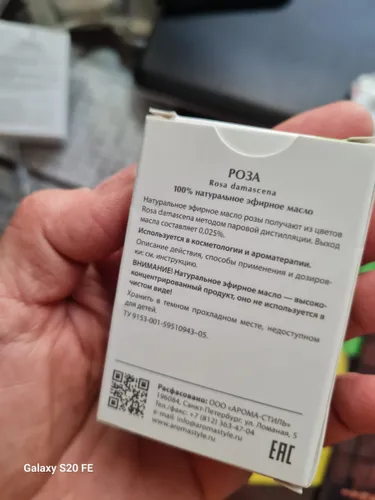 РОЗА
Rosa damascena
100% натуральное эфирное масло
Натуральное эфирное масло розы получают из цветов
Rosa damascena методом паровой дистилляции. Выход
масла составляет 0,025%.
Используется в косметологии и ароматерапии.
Описание действия, способы применения и дозиров-
ки: см. инструкцию.
ВНИМАНИЕ! Натуральное эфирное масло — высоко-
концентрированный продукт, оно не используется в
чистом виде!
Хранить в темном прохладном месте, недоступном
для детей.
ТУ 9153-001-59510943-05.
Расфасовано: ООО «АРОМА-СТИЛЬ»
196084, Санкт-Петербург, ул. Ломаная, 5
Тел./факс: +7 (812) 363-47-04
e-mail: info@aromastyle.ru
www.aromastyle.ru
EAC
Galaxy S20 FE